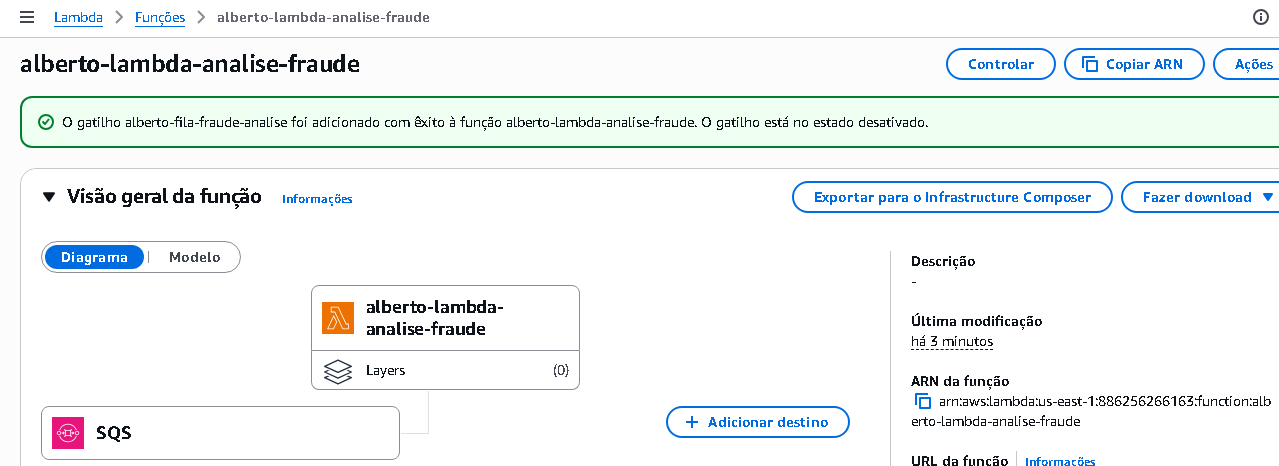 Lambda > Funções > alberto-lambda-analise-fraude
alberto-lambda-analise-fraude
Controlar
Copiar ARN
Ações
O gatilho alberto-fila-fraude-analise foi adicionado com êxito à função alberto-lambda-analise-fraude. O gatilho está no estado desativado.
Visão geral da função
Informações
Exportar para o Infrastructure Composer
Fazer download
Diagrama
Modelo
alberto-lambda-
analise-fraude
Layers
(0)
SQS
Adicionar destino
Descrição
-
Última modificação
há 3 minutos
ARN da função
arn:aws:lambda:us-east-1:886256266163:function:alb
erto-lambda-analise-fraude
URL da função
Informações